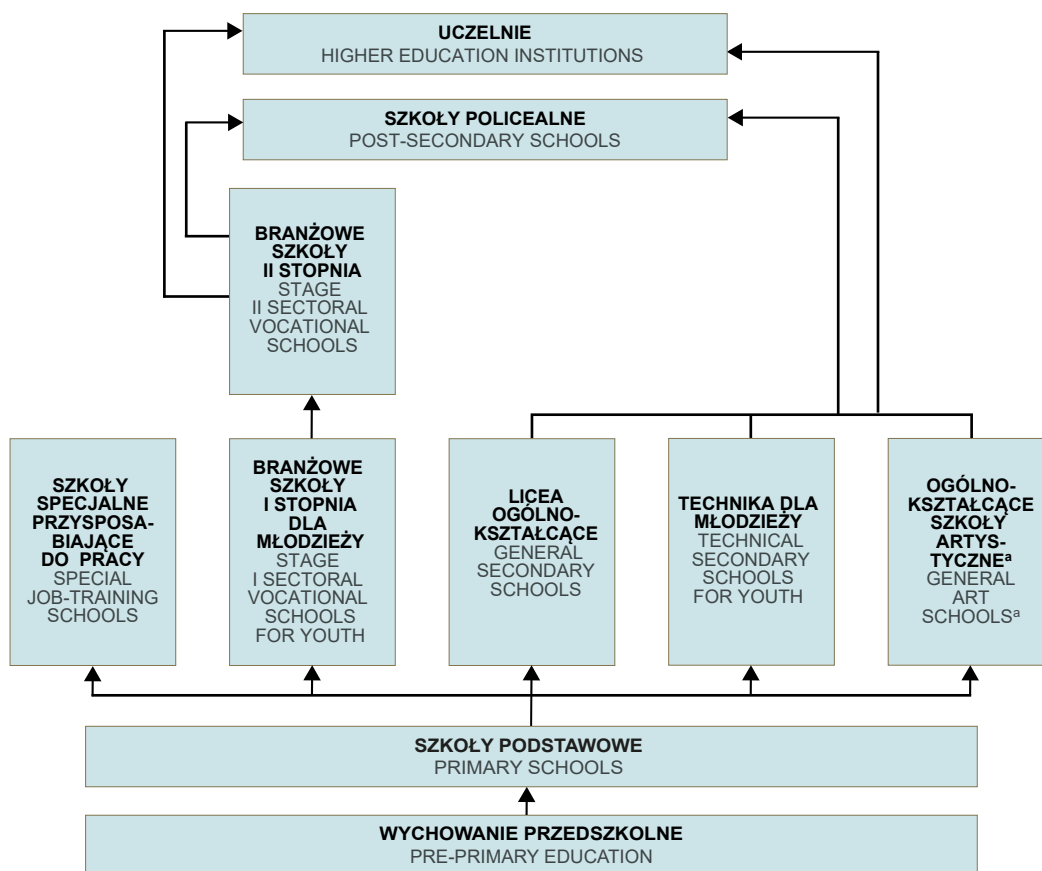 UCZELNIE
HIGHER EDUCATION INSTITUTIONS
SZKOŁY POLICEALNE
POST-SECONDARY SCHOOLS
BRANŻOWE
SZKOŁY
II STOPNIA
STAGE
II SECTORAL
VOCATIONAL
SCHOOLS
SZKOŁY
SPECJALNE
PRZYSPOSA-
BIAJĄCE
DO PRACY
SPECIAL
JOB-TRAINING
SCHOOLS
BRANŻOWE
SZKOŁY
I STOPNIA
DLA
MŁODZIEŻY
STAGE
I SECTORAL
VOCATIONAL
SCHOOLS
FOR YOUTH
LICEA
OGÓLNO-
KSZTAŁCĄCE
GENERAL
SECONDARY
SCHOOLS
TECHNIKA DLA
MŁODZIEŻY
TECHNICAL
SECONDARY
SCHOOLS
FOR YOUTH
OGÓLNO-
KSZTAŁCĄCE
SZKOŁY
ARTYS-
TYCZNEᵃ
GENERAL
ART
SCHOOLSᵃ
SZKOŁY PODSTAWOWE
PRIMARY SCHOOLS
WYCHOWANIE PRZEDSZKOLNE
PRE-PRIMARY EDUCATION